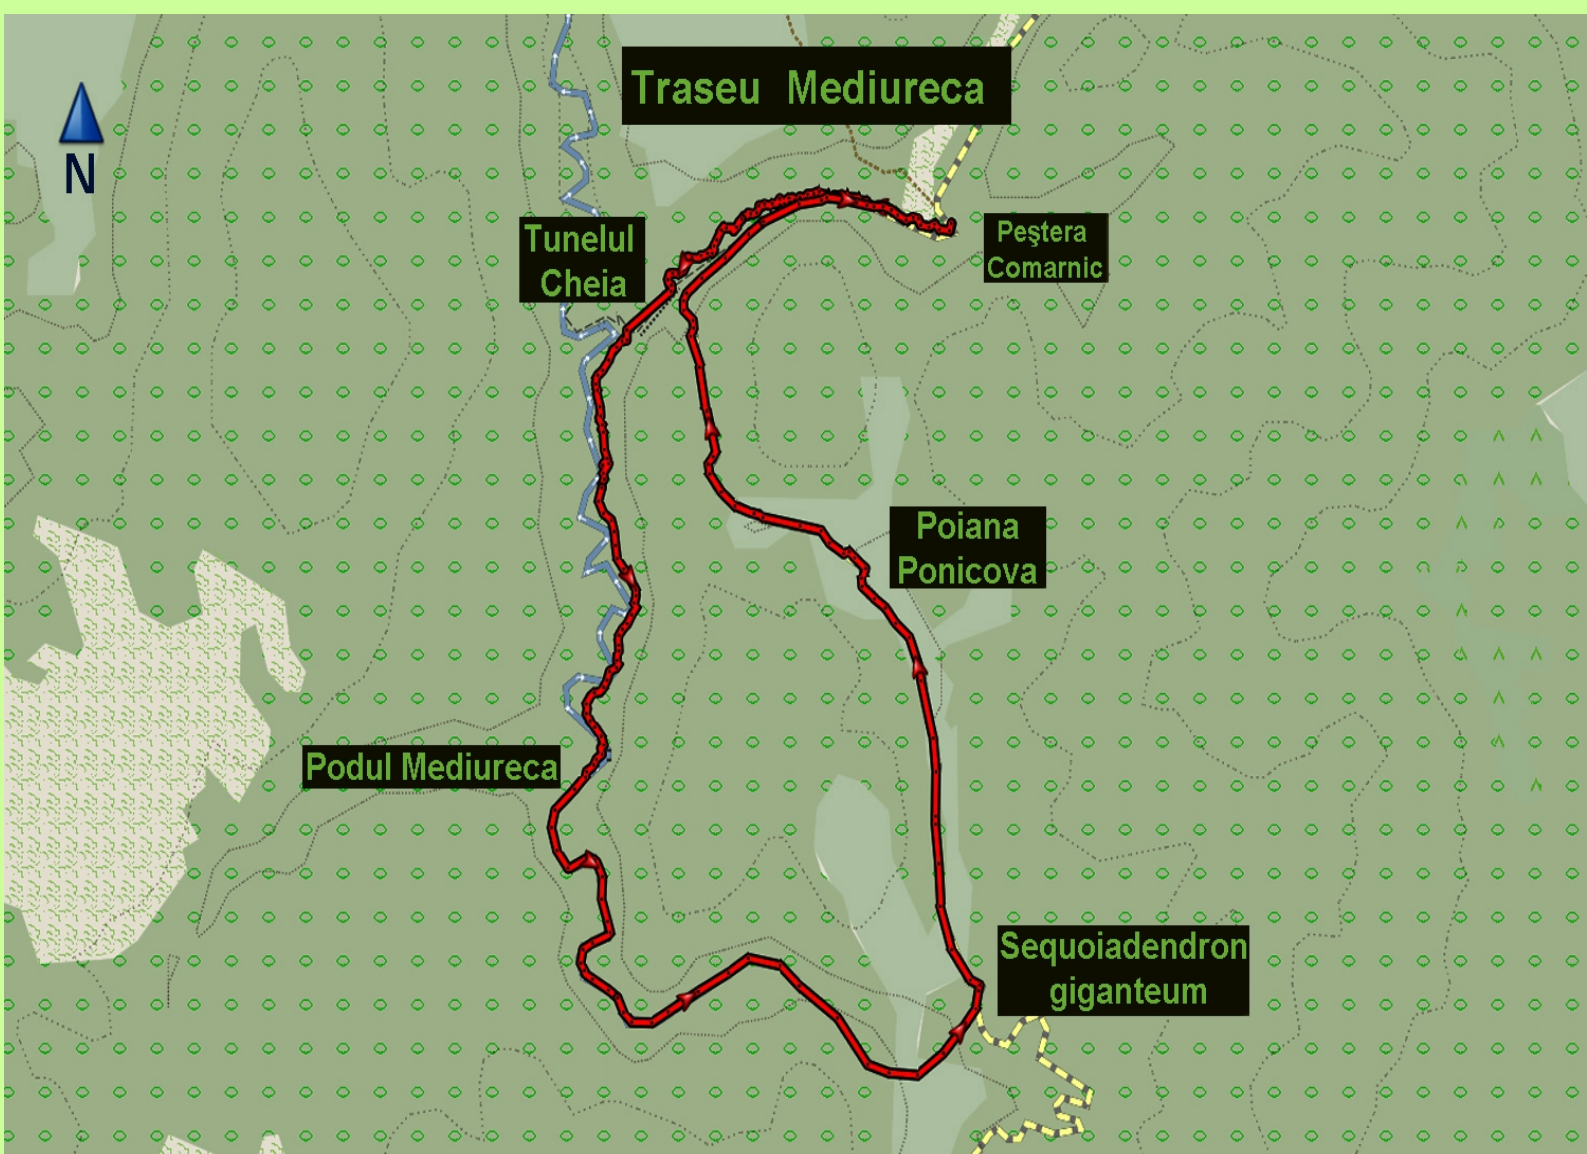 Traseu Mediureca
N
Tunelul
Cheia
Peştera
Comarnic
Poiana
Ponicova
Podul Mediureca
Sequoiadendron
giganteum